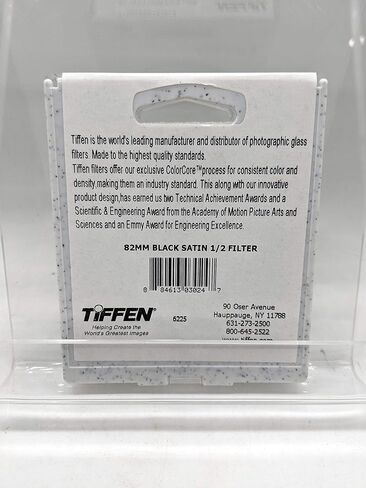 Tiffen is the world's leading manufacturer and distributor of photographic glass
filters. Made to the highest quality standards.
Tiffen filters offer our exclusive ColorCore™process for consistent color and
density,making them an industry standard. This along with our innovative
product design,has earned us two Technical Achievement Awards and a
Scientific & Engineering Award from the Academy of Motion Picture Arts and
Sciences and an Emmy Award for Engineering Excellence.
82MM BLACK SATIN 1/2 FILTER
8 84613 03024 7
TIFFEN
Helping Create the
World's Greatest Images
6225
90 Oser Avenue
Hauppauge, NY 11788
631-273-2500
800-645-2522
www.tiffen.com